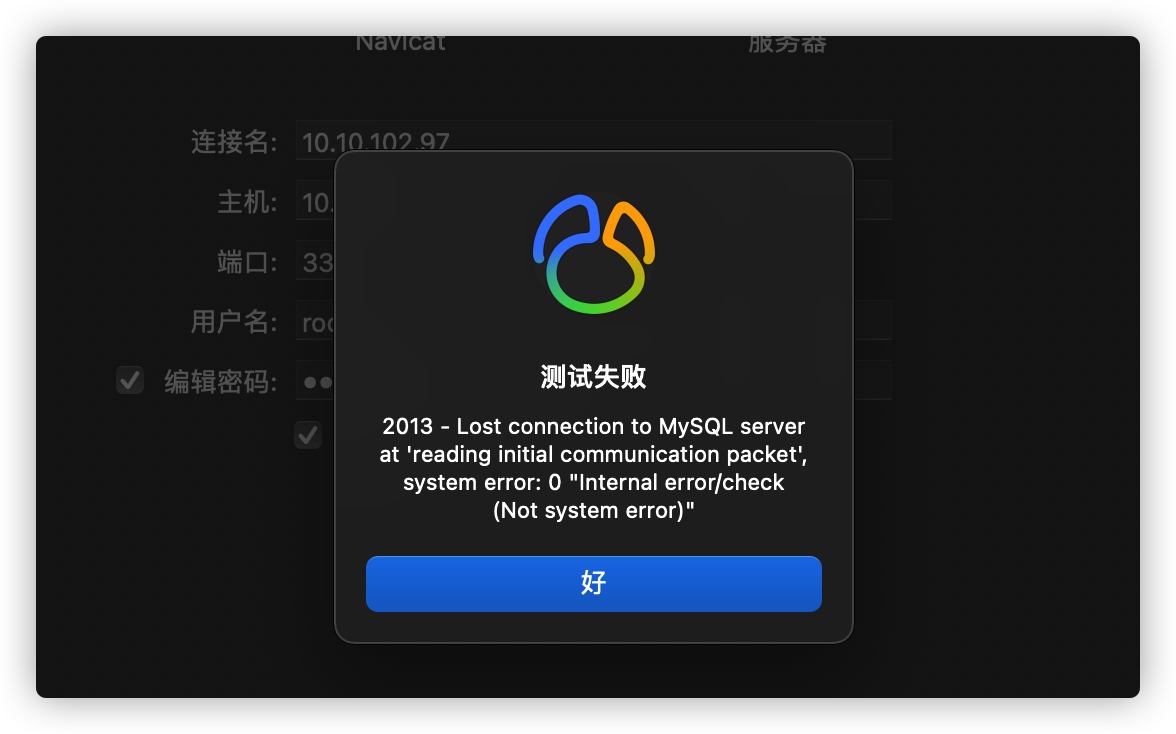 Navicat 服务器
连接名: 10.10.102.97
主机: 10.
端口: 33
用户名: roo
编辑密码:
测试失败
2013 - Lost connection to MySQL server
at 'reading initial communication packet',
system error: 0 "Internal error/check
(Not system error)"
好